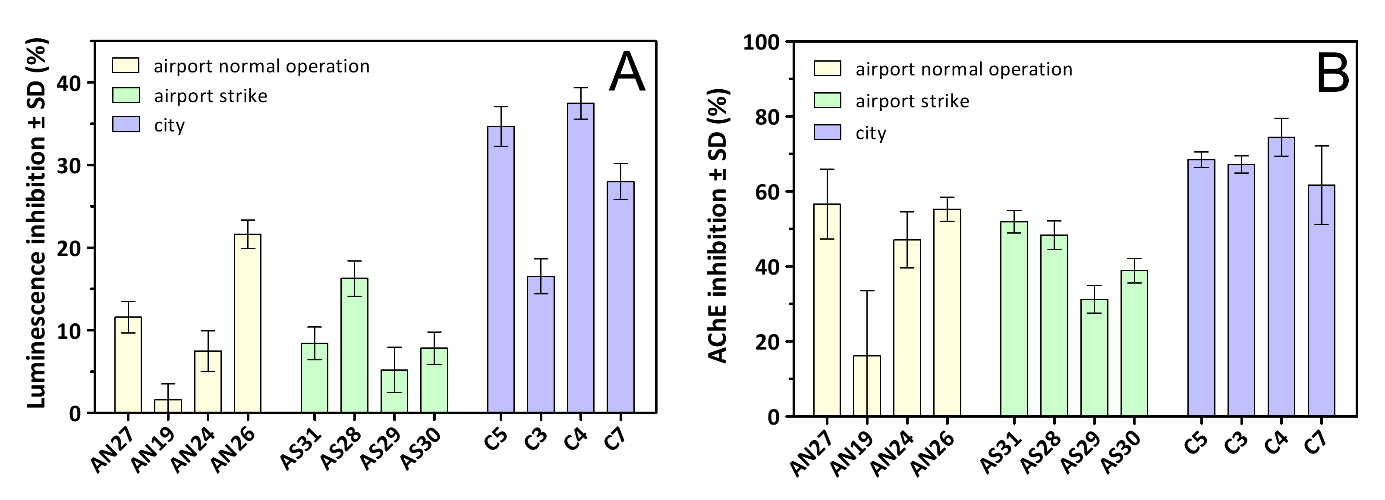 Luminescence inhibition ± SD (%)
40
30
20
10
0
airport normal operation
airport strike
city
A
AN27
AN19
AN24
AN26
AS31
AS28
AS29
AS30
C5
C3
C4
C7
AChE inhibition ± SD (%)
100
80
60
40
20
0
airport normal operation
airport strike
city
B
AN27
AN19
AN24
AN26
AS31
AS28
AS29
AS30
C5
C3
C4
C7